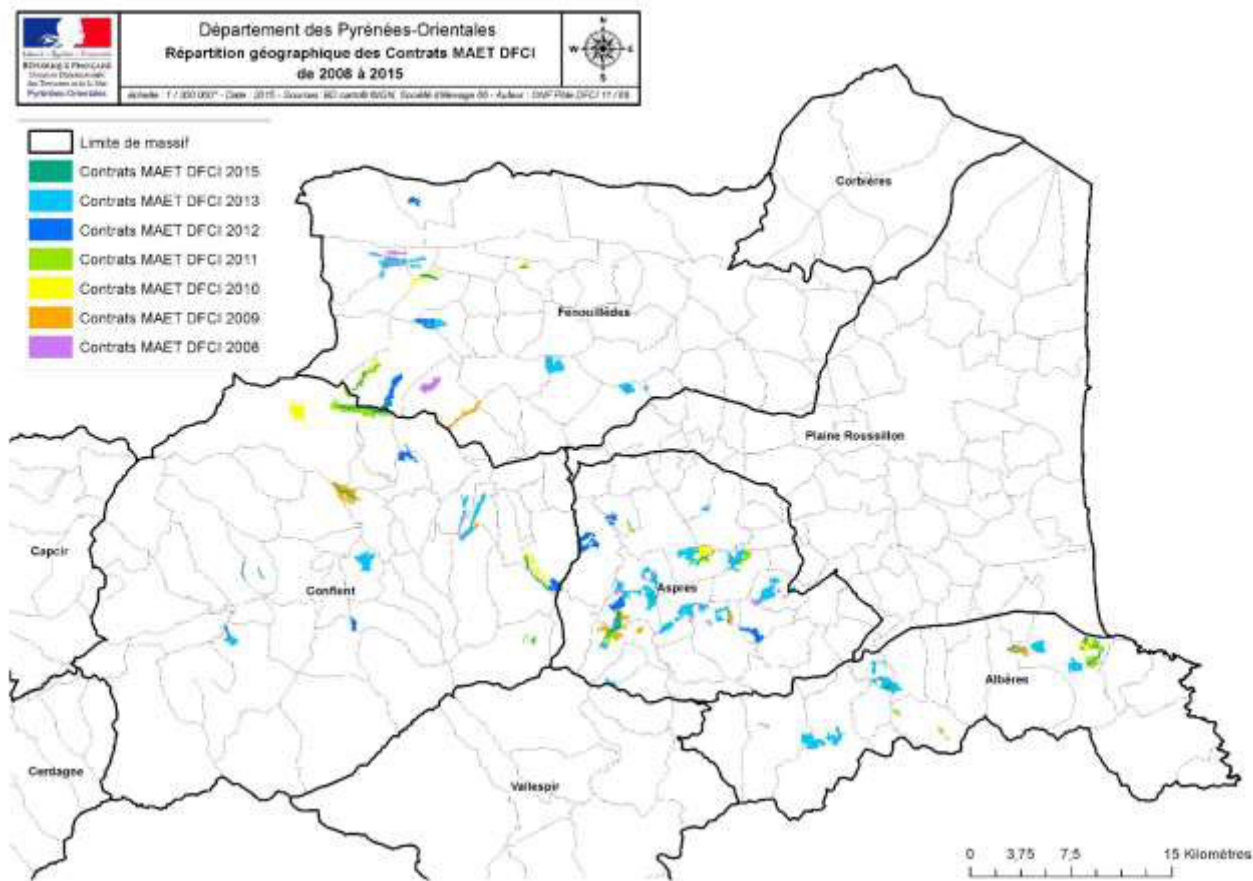 Département des Pyrénées-Orientales
Répartition géographique des Contrats MAET DFCI
de 2008 à 2015
Pyrénées-Orientales
N
W
E
S
Limite de massif
Contrats MAET DFCI 2015
Contrats MAET DFCI 2013
Contrats MAET DFCI 2012
Contrats MAET DFCI 2011
Contrats MAET DFCI 2010
Contrats MAET DFCI 2009
Contrats MAET DFCI 2008
Corbières
Fenouillèdes
Plaine Roussillon
Capcir
Conflent
Aspres
Albères
Cerdagne
Vallespir
0 3,75 7,5 15 Kilomètres